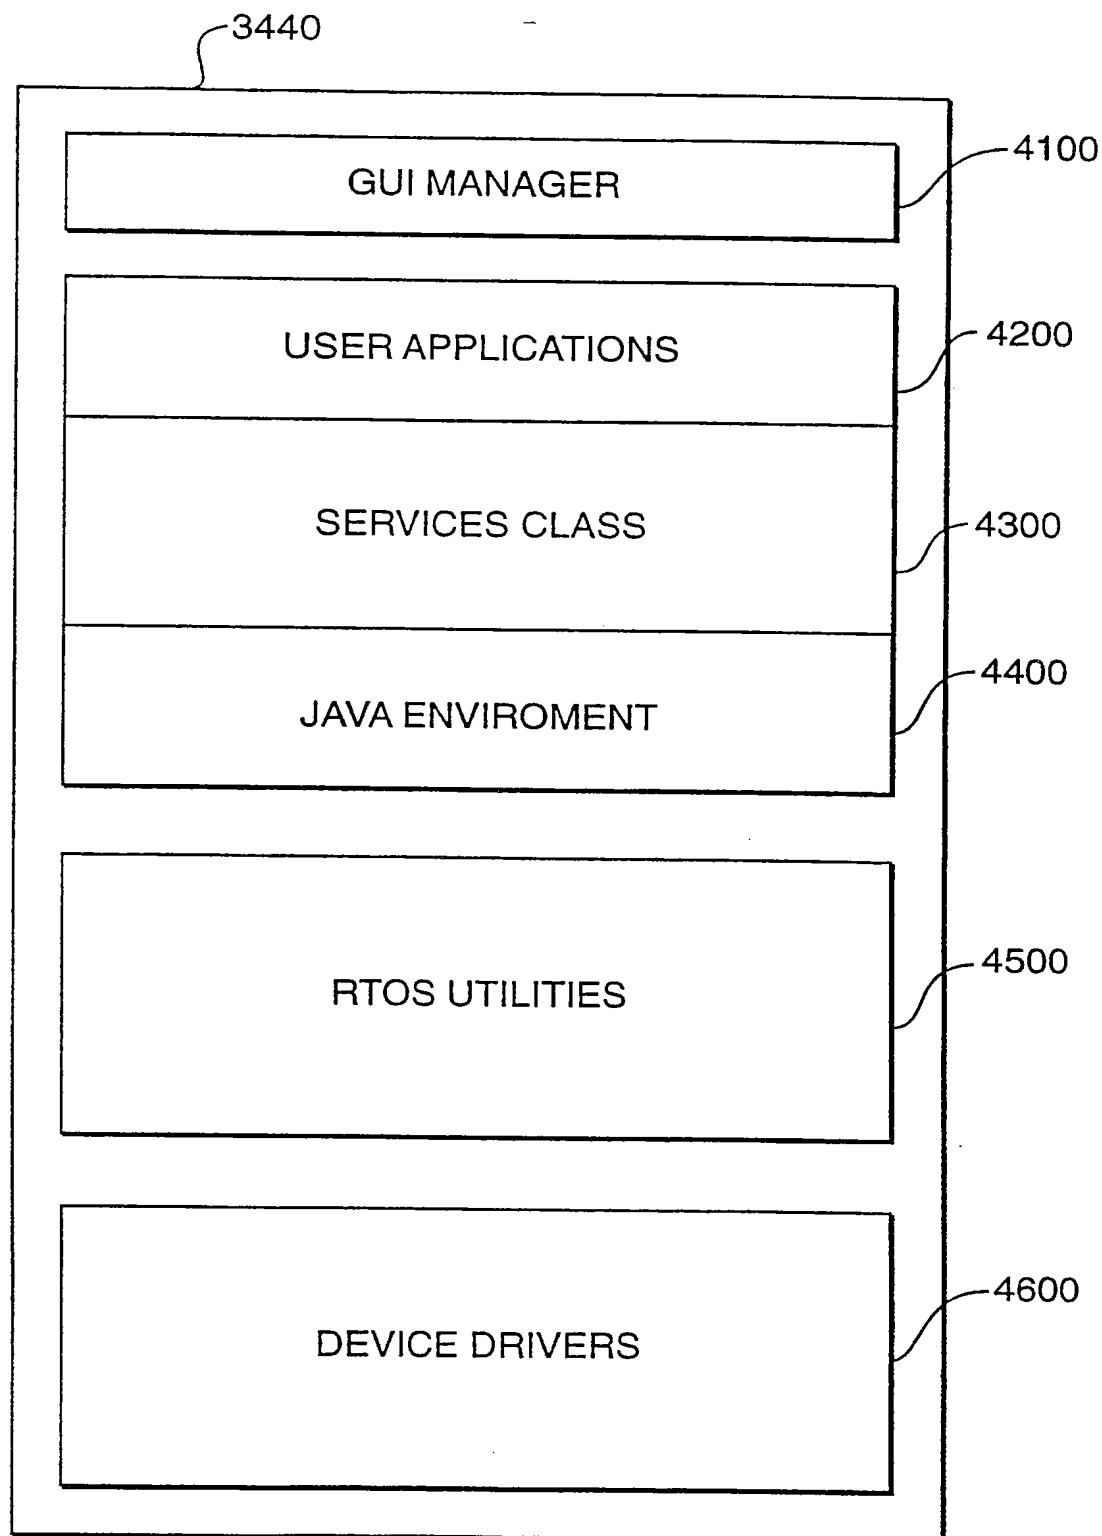 3440
GUI MANAGER
4100
USER APPLICATIONS
4200
SERVICES CLASS
4300
JAVA ENVIROMENT
4400
RTOS UTILITIES
4500
DEVICE DRIVERS
4600